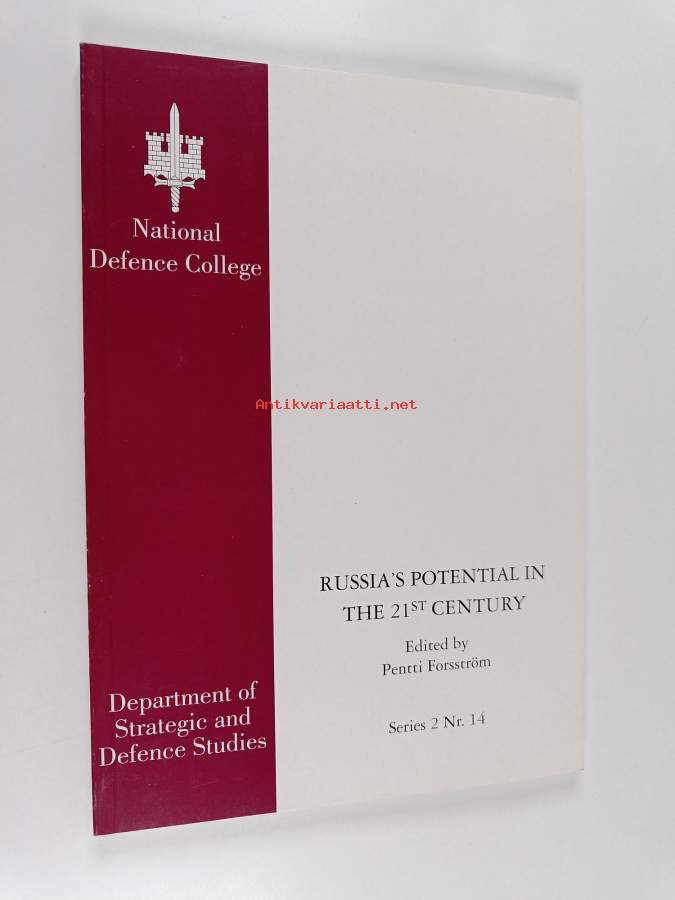 National
Defence College
Antikvariaatti.net
RUSSIA'S POTENTIAL IN
THE 21ST CENTURY
Edited by
Pentti Forsström
Series 2 Nr. 14
Department of
Strategic and
Defence Studies